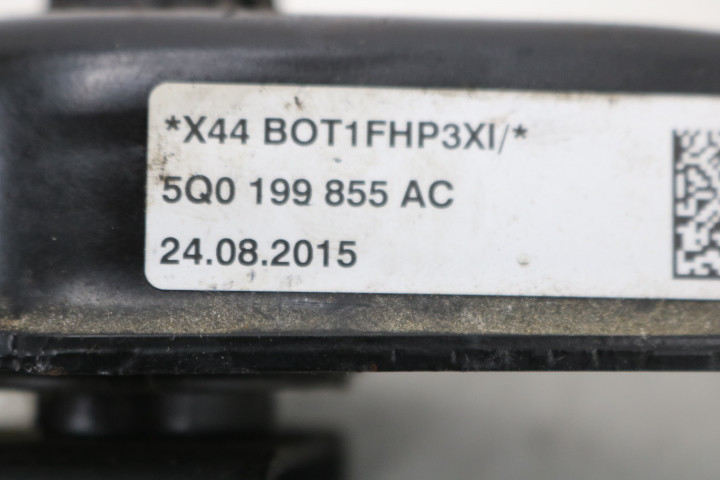 *X44 BOT1FHP3XI/*
5Q0 199 855 AC
24.08.2015